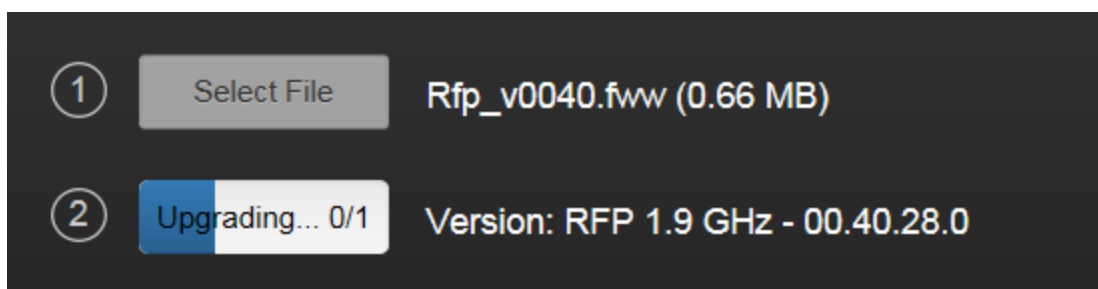 1 Select File Rfp_v0040.fww (0.66 MB)
2 Upgrading... 0/1 Version: RFP 1.9 GHz - 00.40.28.0